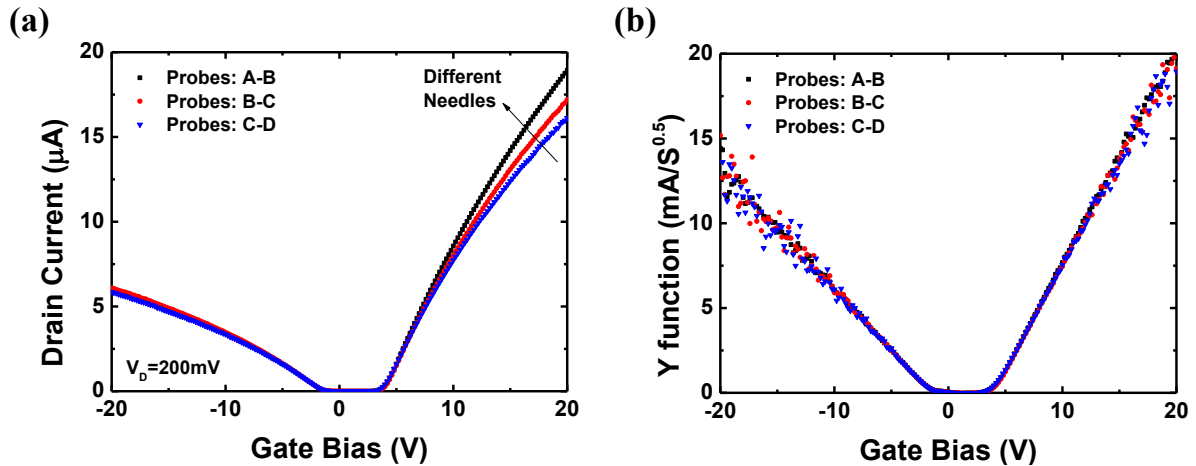 (a)
20
15
10
5
0
Drain Current (µA)
Probes: A-B
Probes: B-C
Probes: C-D
Different
Needles
V_D=200mV
-20
-10
0
10
20
Gate Bias (V)
(b)
20
15
10
5
0
Y function (mA/S^0.5)
Probes: A-B
Probes: B-C
Probes: C-D
-20
-10
0
10
20
Gate Bias (V)